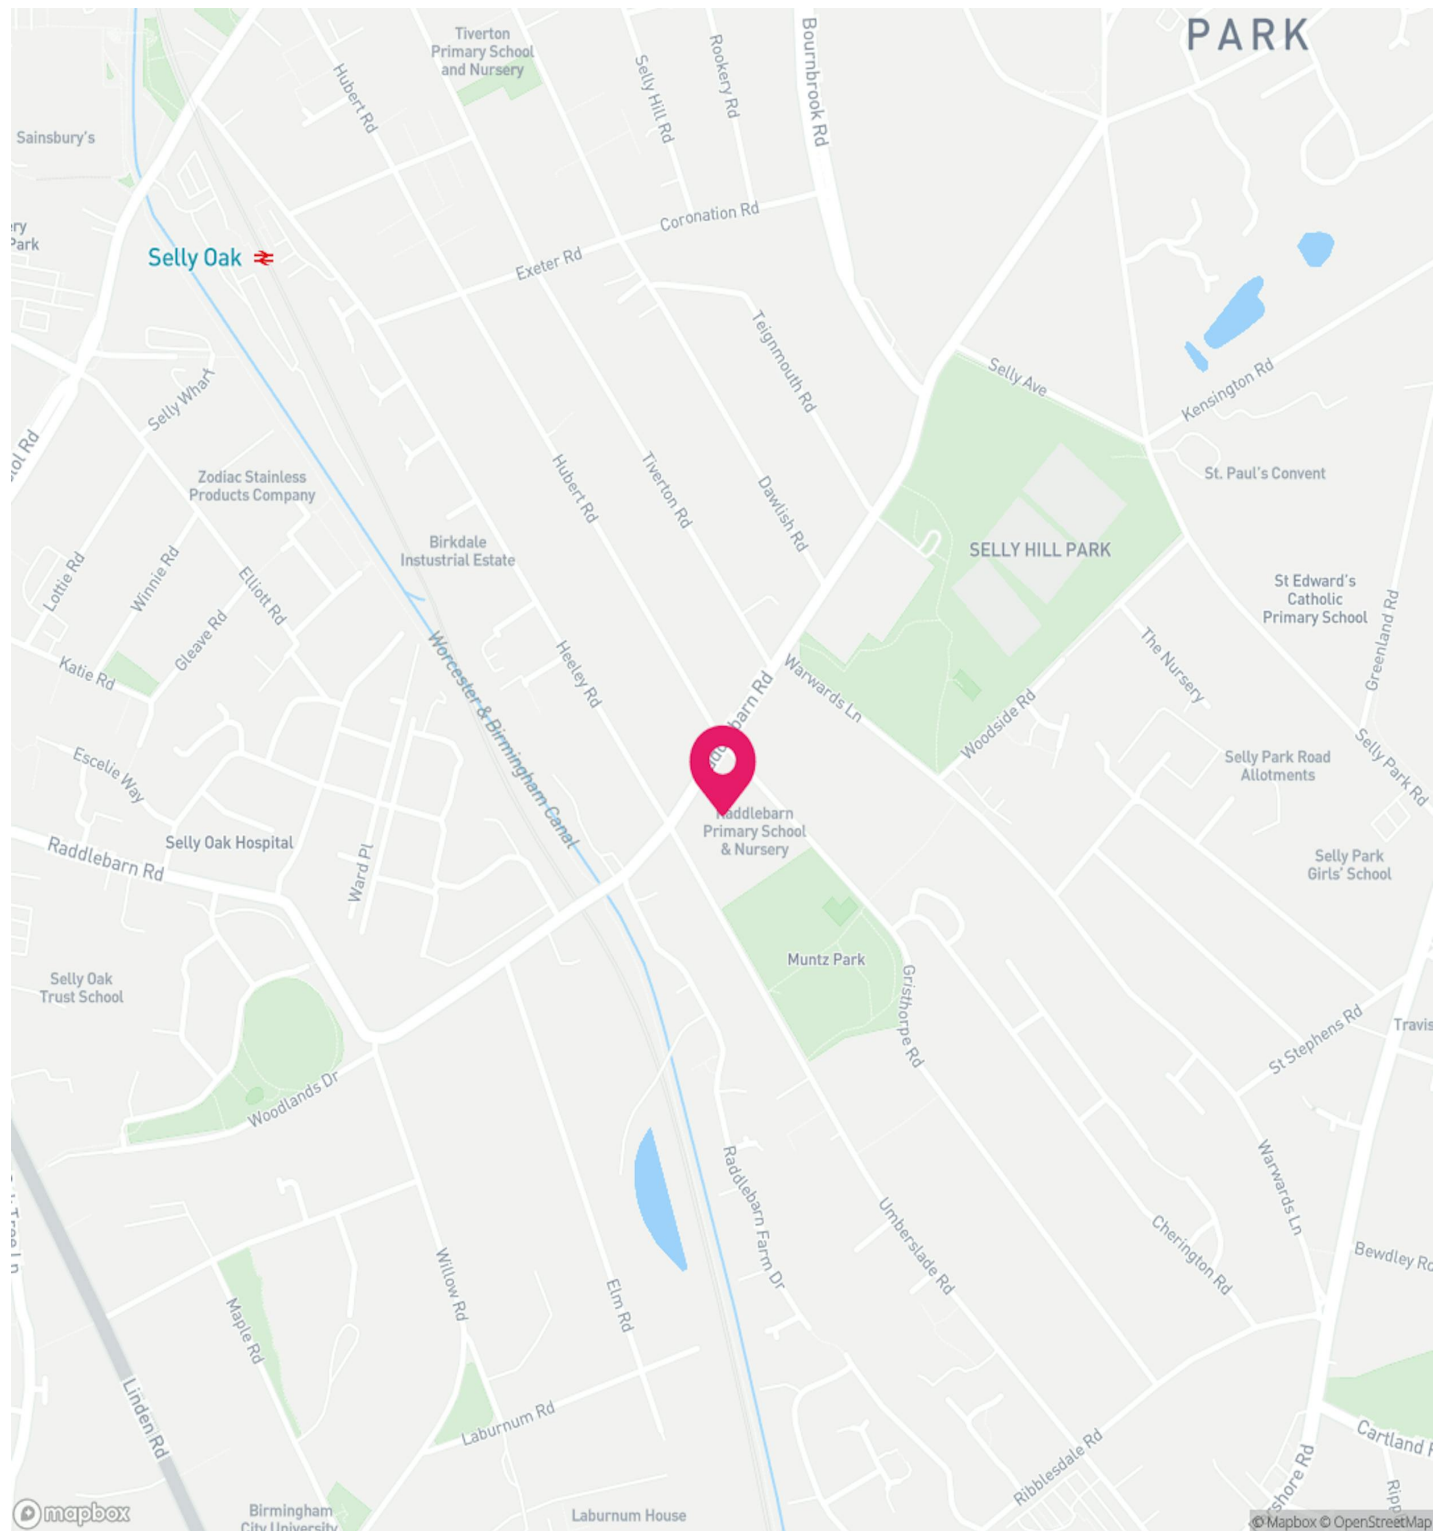 PARK
Tiverton
Primary School
and Nursery
Hubert Rd
Selly Hill Rd
Rookery Rd
Bournbrook Rd
Sainsbury's
Coronation Rd
Park
Selly Oak
Exeter Rd
Teignmouth Rd
Selly Ave
Kensington Rd
Selly Wharf
Zodiac Stainless
Products Company
Hubert Rd
Tiverton Rd
Dawlish Rd
St. Paul's Convent
Birkdale
Instustrial Estate
SELLY HILL PARK
Lottie Rd
Winnie Rd
Elliott Rd
Gleave Rd
St Edward's
Catholic
Primary School
Greenland Rd
Katie Rd
Heeley Rd
Warwards Ln
The Nursery
Woodside Rd
Worcester & Birmingham Canal
Escelie Way
Selly Park Road
Allotments
Selly Park Rd
Raddlebarn
Primary School
& Nursery
Selly Oak Hospital
Raddlebarn Rd
Ward Pl
Selly Park
Girls' School
Muntz Park
Selly Oak
Trust School
Gristhorpe Rd
St Stephens Rd
Travis
Woodlands Dr
Raddlebarn Farm Dr
Warwards Ln
Umberslade Rd
Cherington Rd
Bewdley Rd
Willow Rd
Elm Rd
Maple Rd
Linden Rd
Laburnum Rd
Ribblesdale Rd
Cartland
Birmingham
City University
Laburnum House
mapbox
© Mapbox © OpenStreetMap